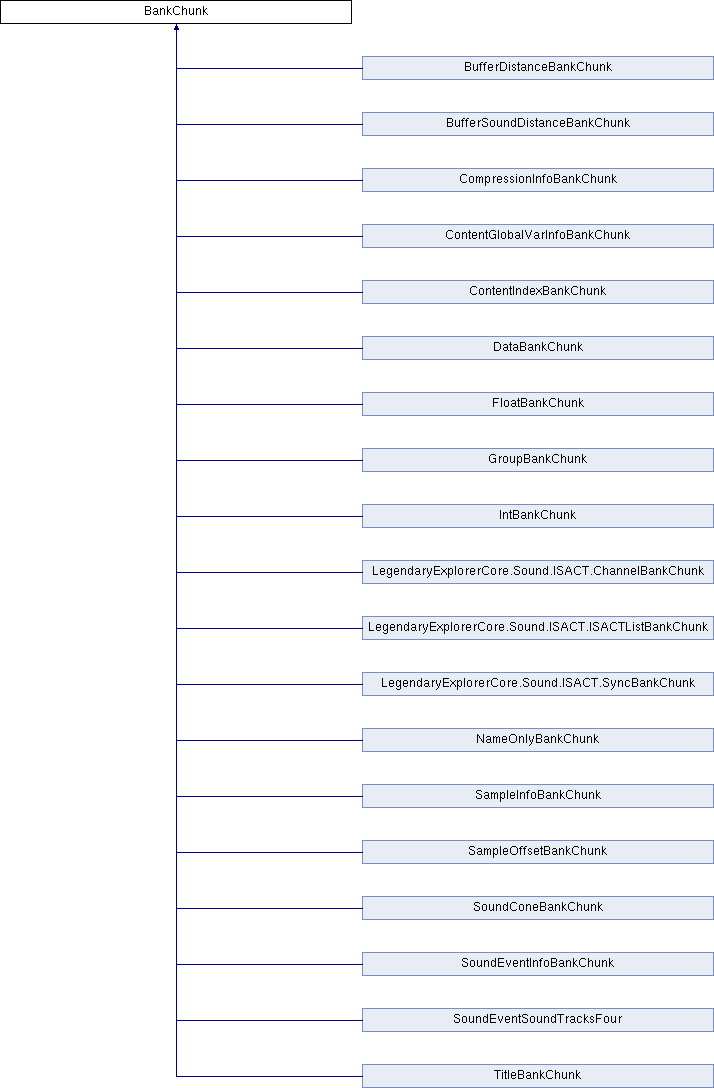 BankChunk
BufferDistanceBankChunk
BufferSoundDistanceBankChunk
CompressionInfoBankChunk
ContentGlobalVarInfoBankChunk
ContentIndexBankChunk
DataBankChunk
FloatBankChunk
GroupBankChunk
IntBankChunk
LegendaryExplorerCore.Sound.ISACT.ChannelBankChunk
LegendaryExplorerCore.Sound.ISACT.ISACTListBankChunk
LegendaryExplorerCore.Sound.ISACT.SyncBankChunk
NameOnlyBankChunk
SampleInfoBankChunk
SampleOffsetBankChunk
SoundConeBankChunk
SoundEventInfoBankChunk
SoundEventSoundTracksFour
TitleBankChunk